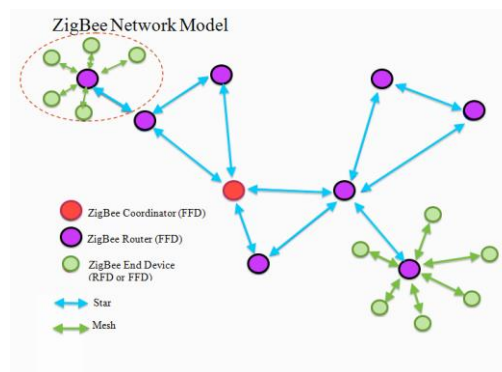 ZigBee Network Model
ZigBee Coordinator (FFD)
ZigBee Router (FFD)
ZigBee End Device
(RFD or FFD)
Star
Mesh